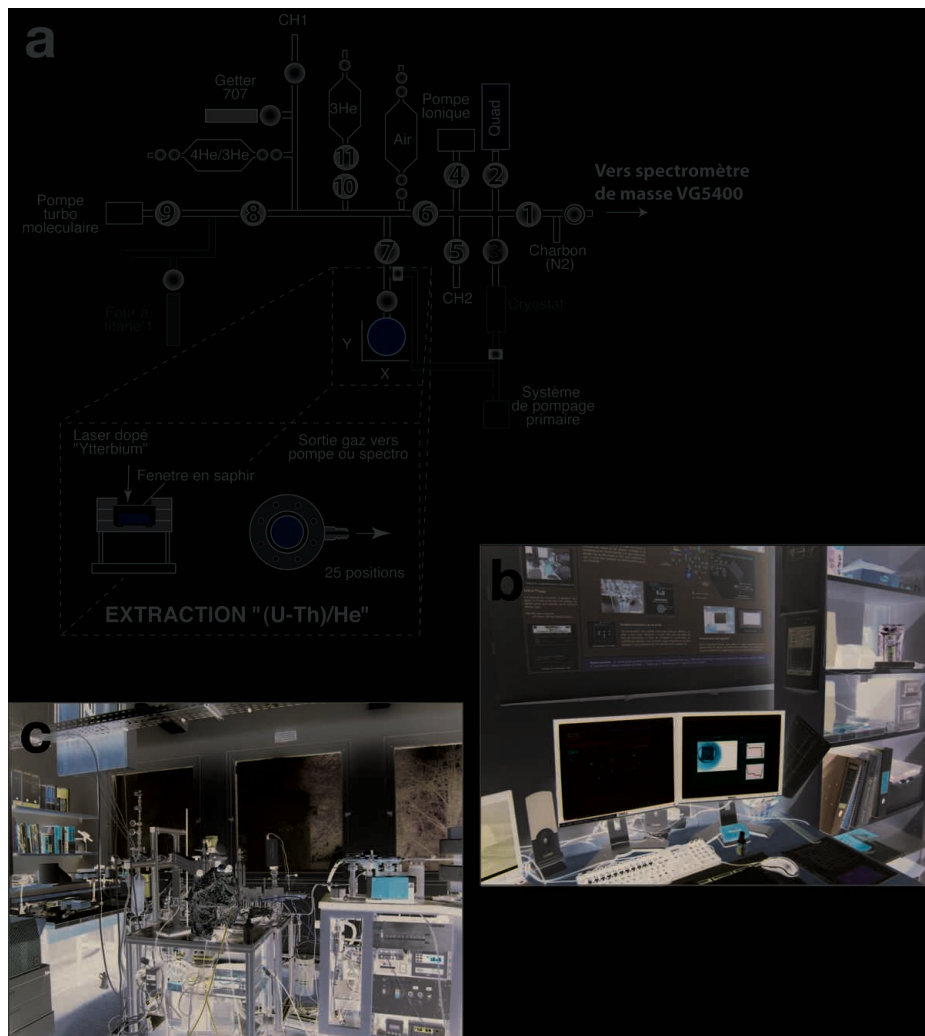 a
CH1
Getter
707
3He
Air
Pompe
Ionique
Quad
4He/3He
11
10
4
2
Vers spectromètre
de masse VG5400
Pompe
turbo
moleculaire
9
8
6
1
7
5
3
Charbon
(N2)
CH2
Cryostat
Four à
titane 1
Y
X
Système
de pompage
primaire
Laser dopé
"Ytterbium"
Fenetre en saphir
Sortie gaz vers
pompe ou spectro
25 positions
EXTRACTION "(U-Th)/He"
b
c